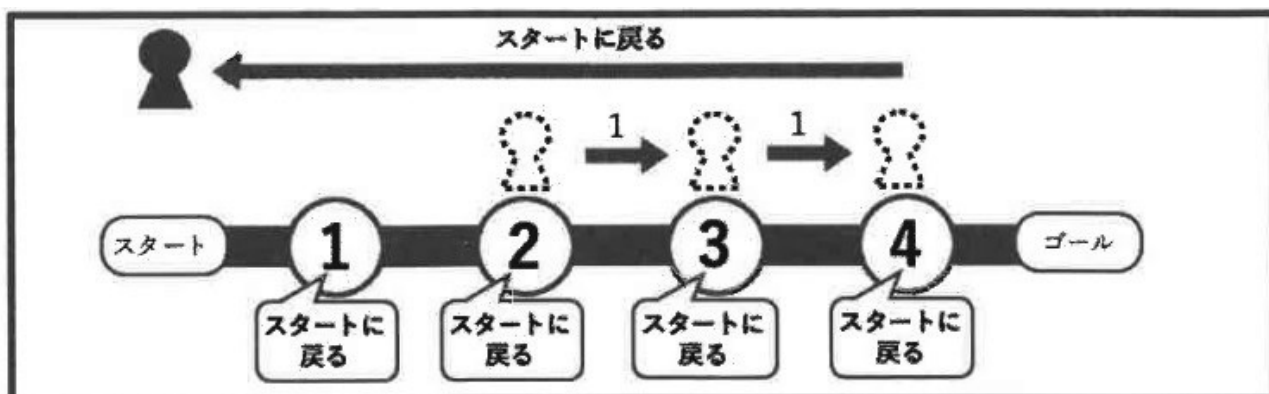 スタートに戻る
1 1
スタート 1 2 3 4 ゴール
スタートに スタートに スタートに スタートに
戻る 戻る 戻る 戻る